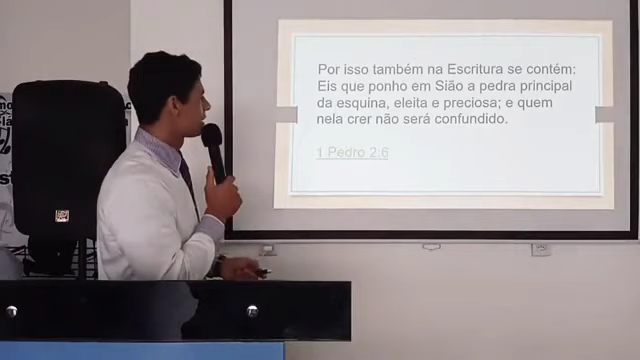 Por isso também na Escritura se contém:
Eis que ponho em Sião a pedra principal
da esquina, eleita e preciosa; e quem
nela crer não será confundido.
1 Pedro 2:6